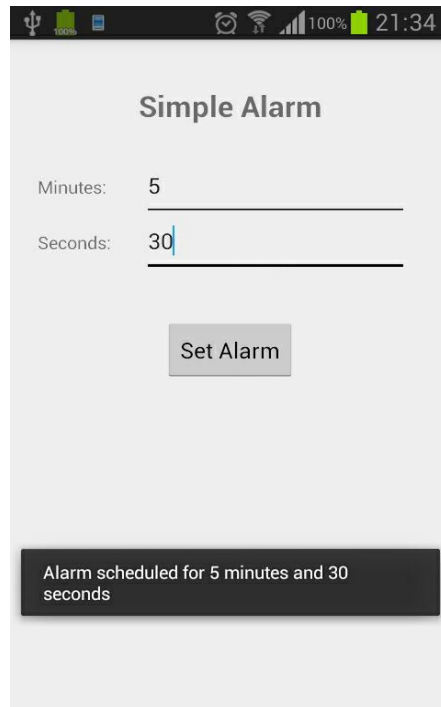 100%
100% 21:34
Simple Alarm
Minutes: 5
Seconds: 30
Set Alarm
Alarm scheduled for 5 minutes and 30
seconds